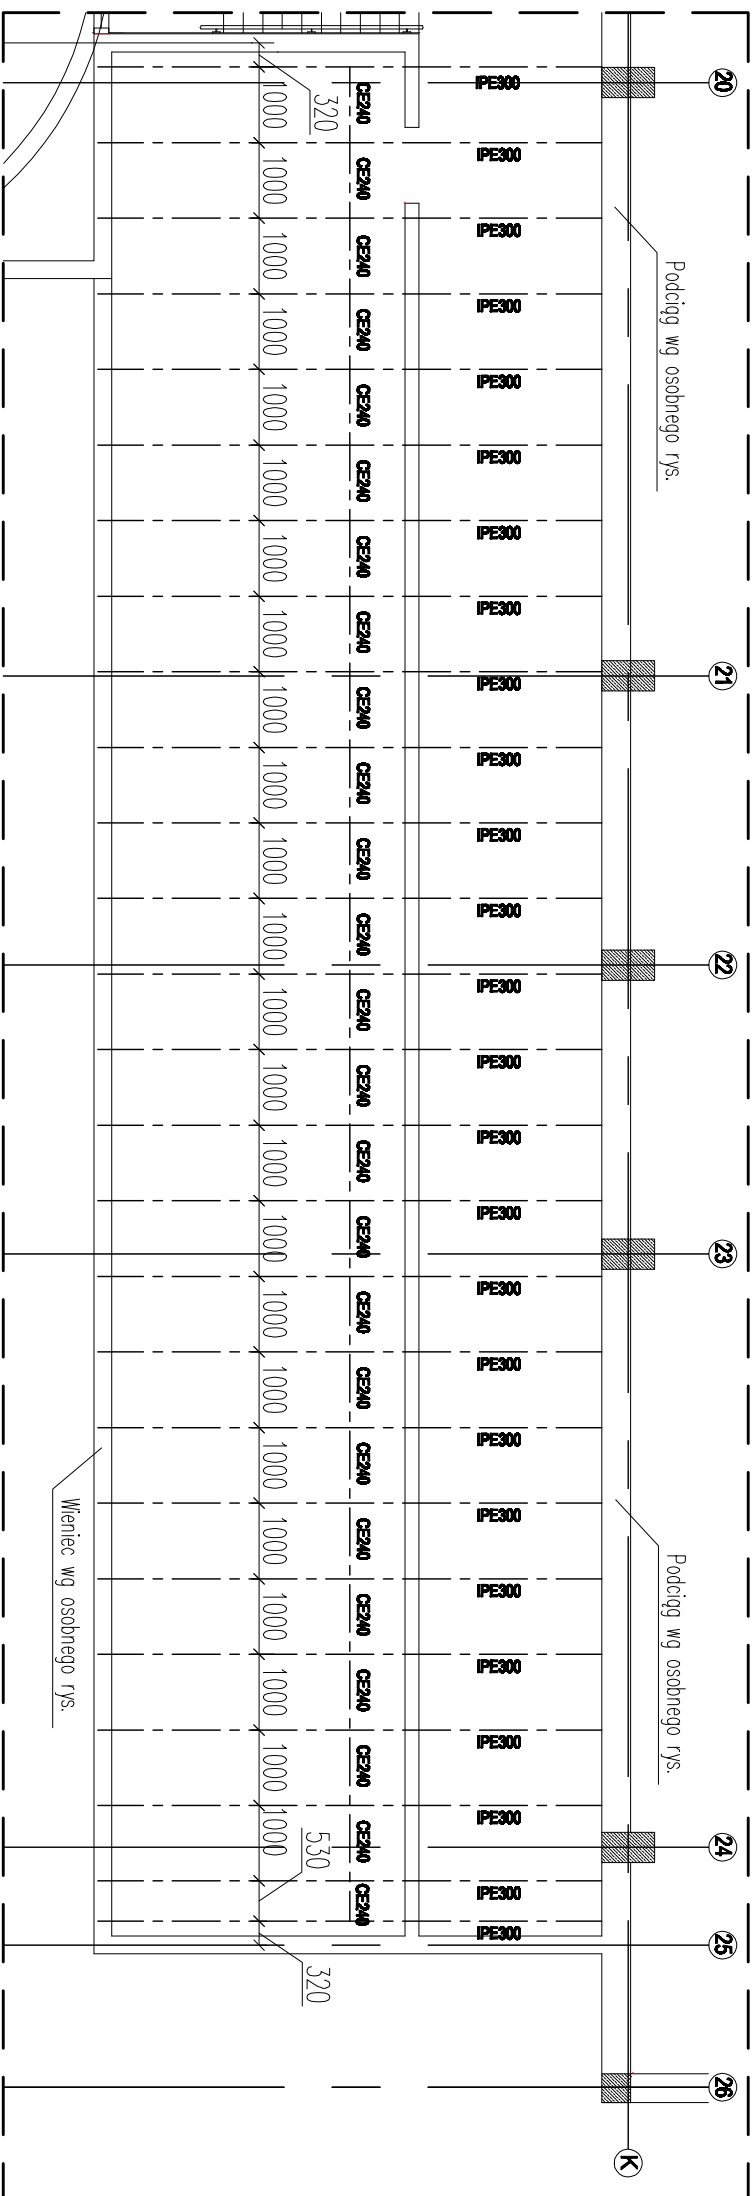 20 21 22 23 24 25 26
K
Podciąg wg osobnego rys.
Podciąg wg osobnego rys.
IPE300 IPE300 IPE300 IPE300 IPE300 IPE300 IPE300 IPE300 IPE300 IPE300 IPE300 IPE300 IPE300 IPE300 IPE300 IPE300 IPE300 IPE300 IPE300 IPE300 IPE300 IPE300 IPE300 IPE300 IPE300 IPE300
CE240 CE240 CE240 CE240 CE240 CE240 CE240 CE240 CE240 CE240 CE240 CE240 CE240 CE240 CE240 CE240 CE240 CE240 CE240 CE240 CE240 CE240 CE240 CE240 CE240
320 530 320
1000 1000 1000 1000 1000 1000 1000 1000 1000 1000 1000 1000 1000 1000 1000 1000 1000 1000 1000 1000 1000 1000 1000 1000
Wieniec wg osobnego rys.